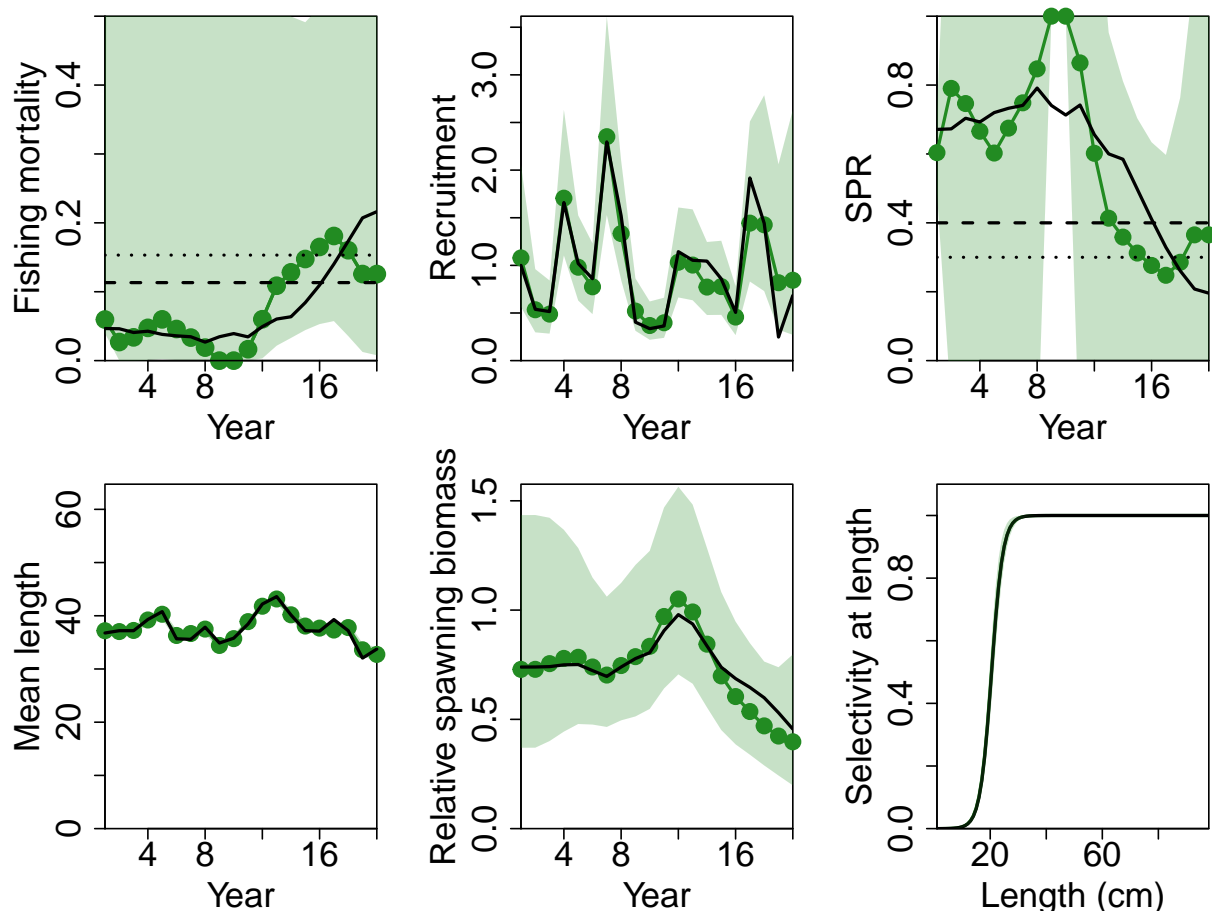 Fishing mortality
0.0 0.2 0.4
4 8 16
Year
Recruitment
0.0 1.0 2.0 3.0
4 8 16
Year
SPR
0.0 0.4 0.8
4 8 16
Year
Mean length
0 20 40 60
4 8 16
Year
Relative spawning biomass
0.0 0.5 1.0 1.5
4 8 16
Year
Selectivity at length
0.0 0.4 0.8
20 60
Length (cm)